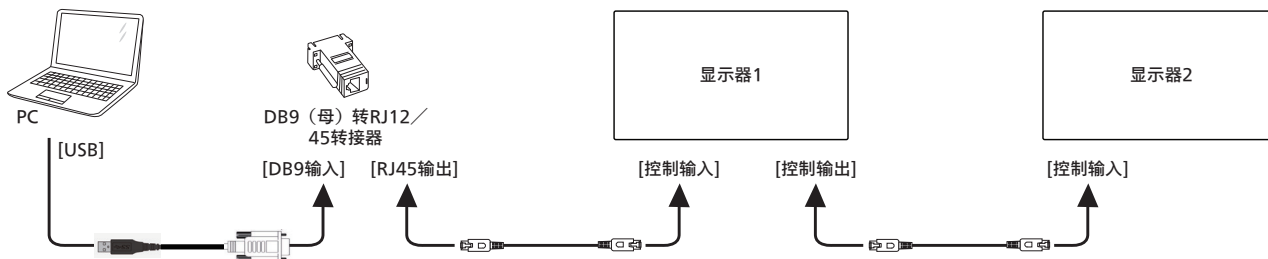 显示器1
显示器2
PC
DB9（母）转RJ12／
45转接器
[USB]
[DB9输入]
[RJ45输出]
[控制输入]
[控制输出]
[控制输入]